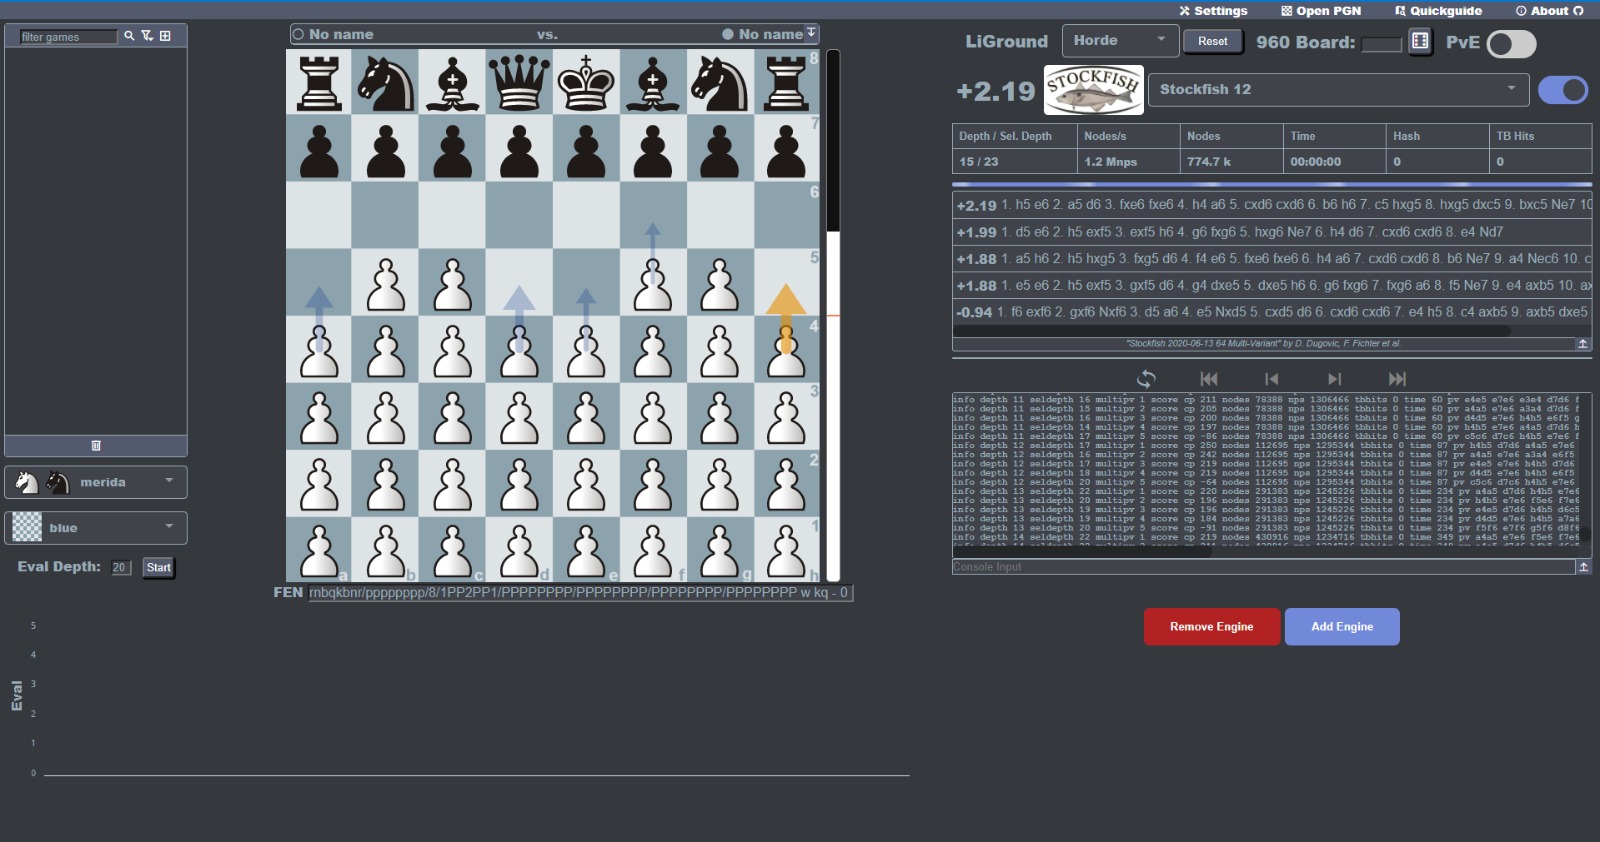 Settings Open PGN Quickguide About
filter games
No name vs. No name
LiGround Horde Reset 960 Board: PvE
+2.19 STOCKFISH Stockfish 12
Depth / Sel. Depth Nodes/s Nodes Time Hash TB Hits
15 / 23 1.2 Mnps 774.7 k 00:00:00 0 0
+2.19 1. h5 e6 2. a5 d6 3. fxe6 fxe6 4. h4 a6 5. cxd6 cxd6 6. b6 h6 7. c5 hxg5 8. hxg5 dxc5 9. bxc5 Ne7 10
+1.99 1. d5 e6 2. h5 exf5 3. exf5 h6 4. g6 fxg6 5. hxg6 Ne7 6. h4 d6 7. cxd6 cxd6 8. e4 Nd7
+1.88 1. a5 h6 2. h5 hxg5 3. fxg5 d6 4. f4 e6 5. fxe6 fxe6 6. h4 a6 7. cxd6 cxd6 8. b6 Ne7 9. a4 Nec6 10. c
+1.88 1. e5 e6 2. h5 exf5 3. gxf5 d6 4. g4 dxe5 5. dxe5 h6 6. g6 fxg6 7. fxg6 a6 8. f5 Ne7 9. e4 axb5 10. ax
-0.94 1. f6 exf6 2. gxf6 Nxf6 3. d5 a6 4. e5 Nxd5 5. cxd5 d6 6. cxd6 cxd6 7. e4 h5 8. c4 axb5 9. axb5 dxe5
"Stockfish 2020-06-13 64 Multi-Variant" by D. Dugovic, F. Fichter et al.
info depth 11 seldepth 16 multipv 1 score cp 211 nodes 78388 nps 1306466 tbhits 0 time 60 pv e4e5 e7e6 e3e4 d7d6 f
info depth 11 seldepth 15 multipv 2 score cp 205 nodes 78388 nps 1306466 tbhits 0 time 60 pv a4a5 e7e6 a3a4 d7d6 f
info depth 11 seldepth 16 multipv 3 score cp 200 nodes 78388 nps 1306466 tbhits 0 time 60 pv d4d5 e7e6 h4h5 e6f5 g
info depth 11 seldepth 14 multipv 4 score cp 197 nodes 78388 nps 1306466 tbhits 0 time 60 pv h4h5 e7e6 a4a5 d7d6 h
info depth 11 seldepth 17 multipv 5 score cp -86 nodes 78388 nps 1306466 tbhits 0 time 60 pv c5c6 d7c6 h4h5 e7e6 f
info depth 12 seldepth 17 multipv 1 score cp 250 nodes 112695 nps 1295344 tbhits 0 time 87 pv h4h5 d7d6 a4a5 e7e6
info depth 12 seldepth 16 multipv 2 score cp 242 nodes 112695 nps 1295344 tbhits 0 time 87 pv a4a5 e7e6 a3a4 e6f5
info depth 12 seldepth 17 multipv 3 score cp 219 nodes 112695 nps 1295344 tbhits 0 time 87 pv e4e5 e7e6 h4h5 d7d6
info depth 12 seldepth 18 multipv 4 score cp 219 nodes 112695 nps 1295344 tbhits 0 time 87 pv d4d5 e7e6 h4h5 e6f5
info depth 12 seldepth 20 multipv 5 score cp -64 nodes 112695 nps 1295344 tbhits 0 time 87 pv c5c6 d7c6 h4h5 e7e6
info depth 13 seldepth 22 multipv 1 score cp 220 nodes 291383 nps 1245226 tbhits 0 time 234 pv a4a5 d7d6 h4h5 e7e6
info depth 13 seldepth 20 multipv 2 score cp 196 nodes 291383 nps 1245226 tbhits 0 time 234 pv h4h5 e7e6 f5e6 f7e6
info depth 13 seldepth 19 multipv 3 score cp 196 nodes 291383 nps 1245226 tbhits 0 time 234 pv e4e5 d7d6 h4h5 d6c5
info depth 13 seldepth 19 multipv 4 score cp 184 nodes 291383 nps 1245226 tbhits 0 time 234 pv d4d5 e7e6 h4h5 a7a6
info depth 13 seldepth 20 multipv 5 score cp -91 nodes 291383 nps 1245226 tbhits 0 time 234 pv f5f6 e7f6 g5f6 d8f6
info depth 14 seldepth 22 multipv 1 score cp 219 nodes 430916 nps 1234716 tbhits 0 time 349 pv a4a5 e7e6 f5e6 f7e6
Console Input
Remove Engine Add Engine
8
7
6
5
4
3
2
1
a b c d e f g h
FEN rnbqkbnr/pppppppp/8/1PP2PP1/PPPPPPPP/PPPPPPPP/PPPPPPPP/PPPPPPPP w kq - 0
merida
blue
Eval Depth: 20 Start
Eval
5
4
3
2
1
0